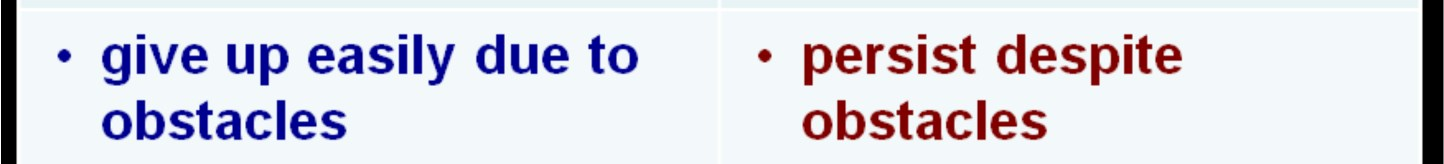 • give up easily due to
obstacles
• persist despite
obstacles